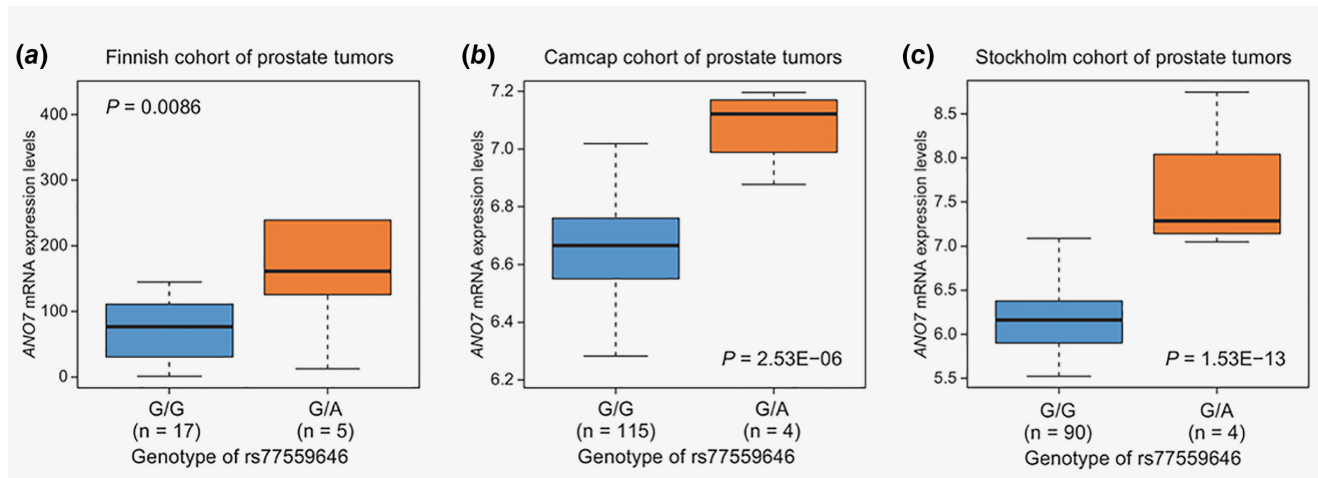 (a) Finnish cohort of prostate tumors
P = 0.0086
ANO7 mRNA expression levels
400
300
200
100
0
G/G
(n = 17)
G/A
(n = 5)
Genotype of rs77559646
(b) Camcap cohort of prostate tumors
ANO7 mRNA expression levels
7.2
7.0
6.8
6.6
6.4
6.2
P = 2.53E−06
G/G
(n = 115)
G/A
(n = 4)
Genotype of rs77559646
(c) Stockholm cohort of prostate tumors
ANO7 mRNA expression levels
8.5
8.0
7.5
7.0
6.5
6.0
5.5
P = 1.53E−13
G/G
(n = 90)
G/A
(n = 4)
Genotype of rs77559646